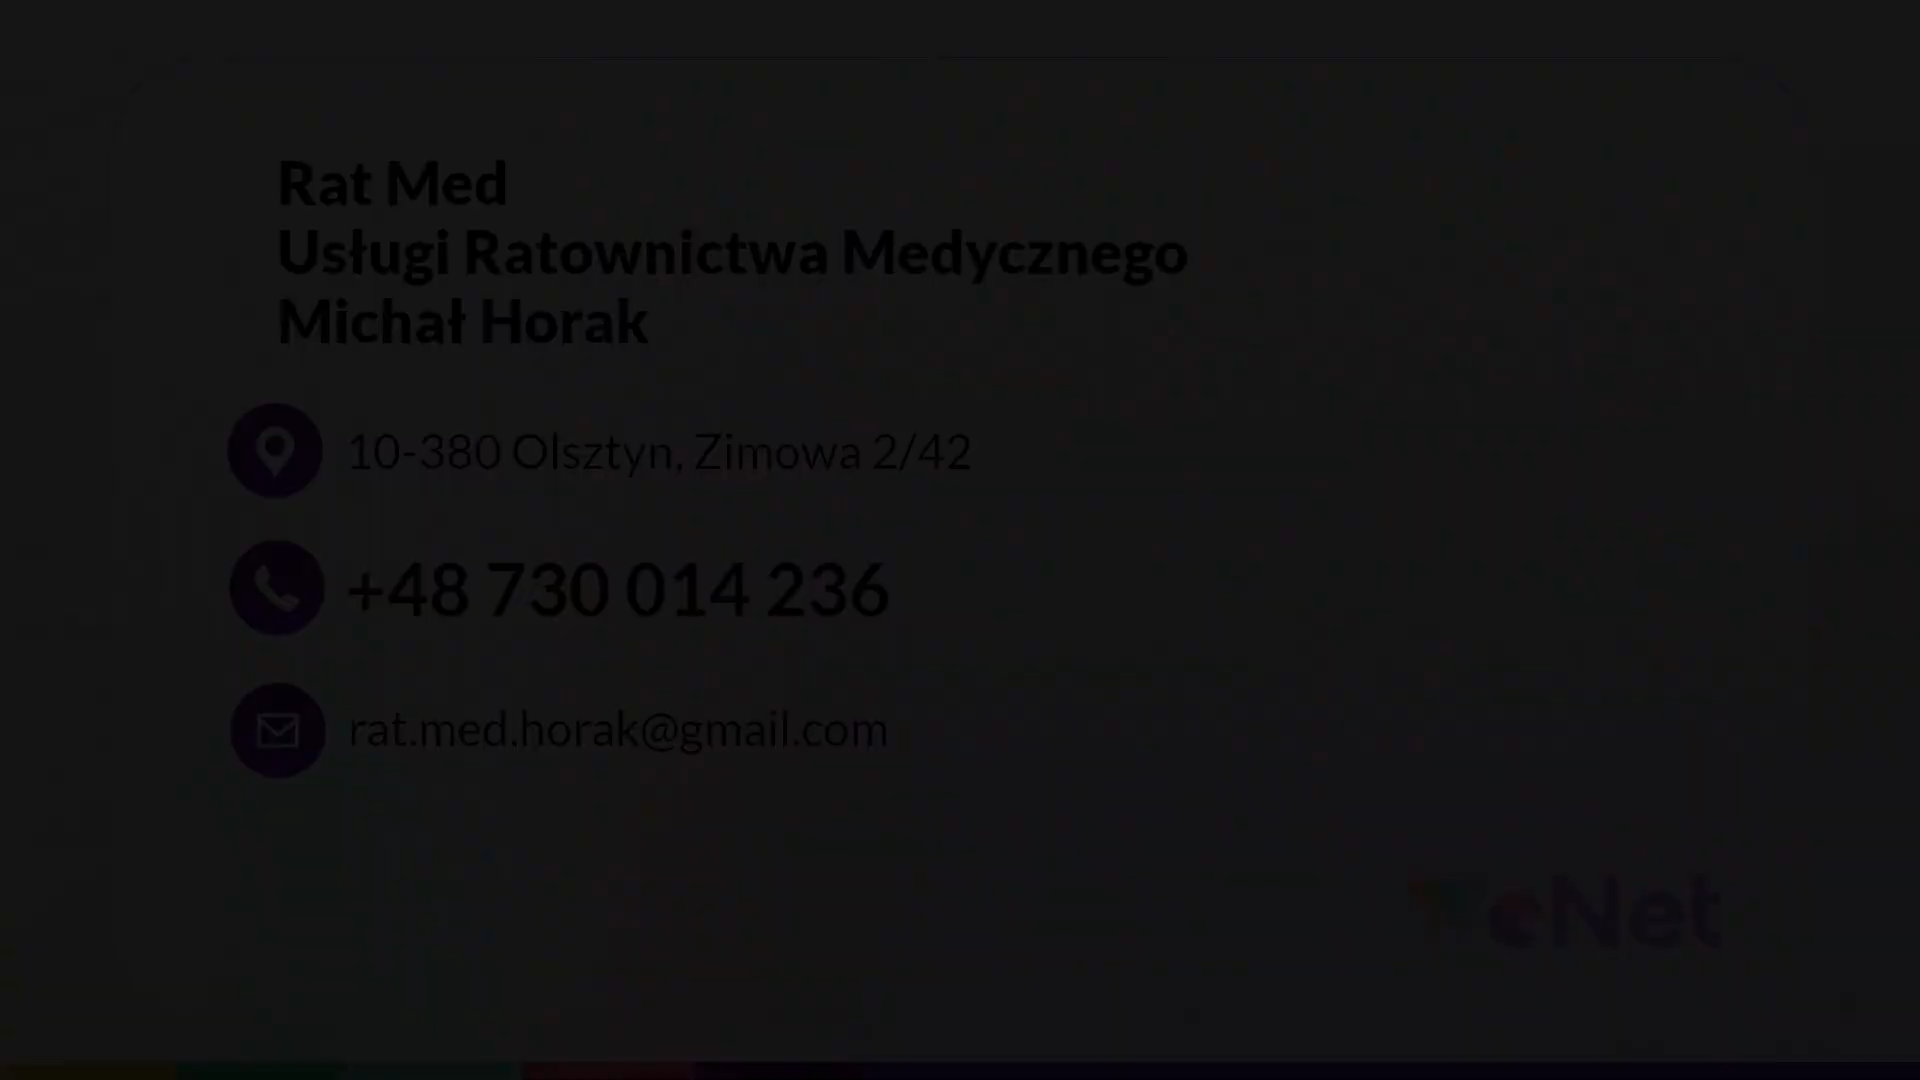 Rat Med
Usługi Ratownictwa Medycznego
Michał Horak
10-380 Olsztyn, Zimowa 2/42
+48 730 014 236
rat.med.horak@gmail.com